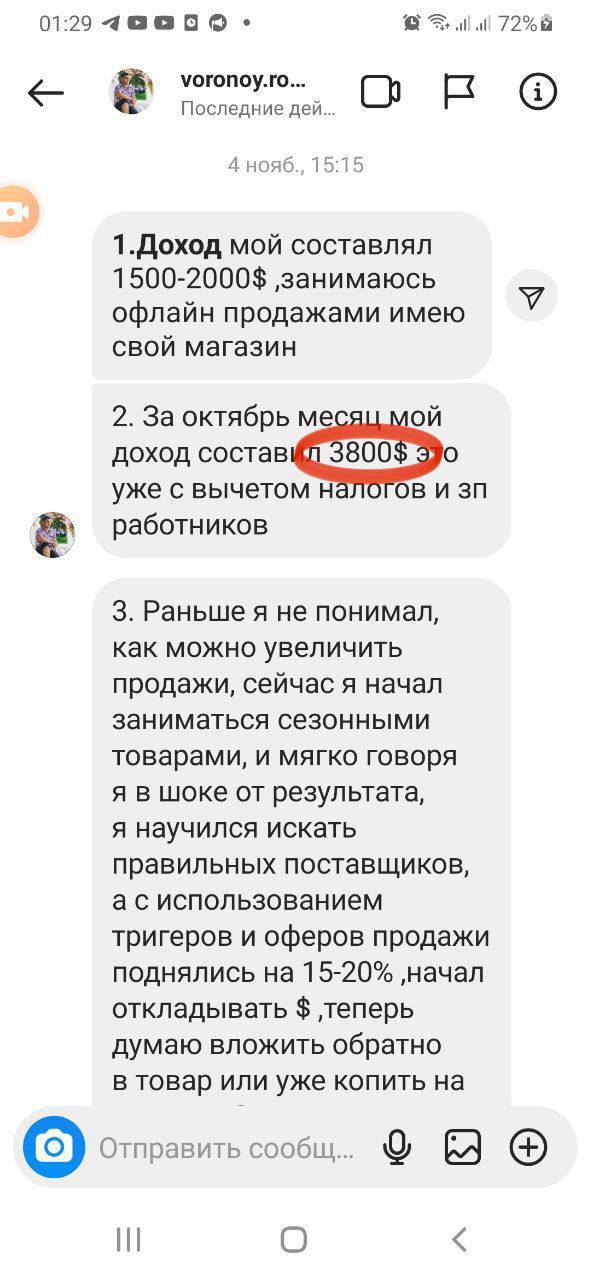 01:29
72%
voronoy.ro...
Последние дей...
4 нояб., 15:15
1.Доход мой составлял
1500-2000$ ,занимаюсь
офлайн продажами имею
свой магазин
2. За октябрь месяц мой
доход составил 3800$ это
уже с вычетом налогов и зп
работников
3. Раньше я не понимал,
как можно увеличить
продажи, сейчас я начал
заниматься сезонными
товарами, и мягко говоря
я в шоке от результата,
я научился искать
правильных поставщиков,
а с использованием
тригеров и оферов продажи
поднялись на 15-20% ,начал
откладывать $ ,теперь
думаю вложить обратно
в товар или уже копить на
Отправить сообщ...